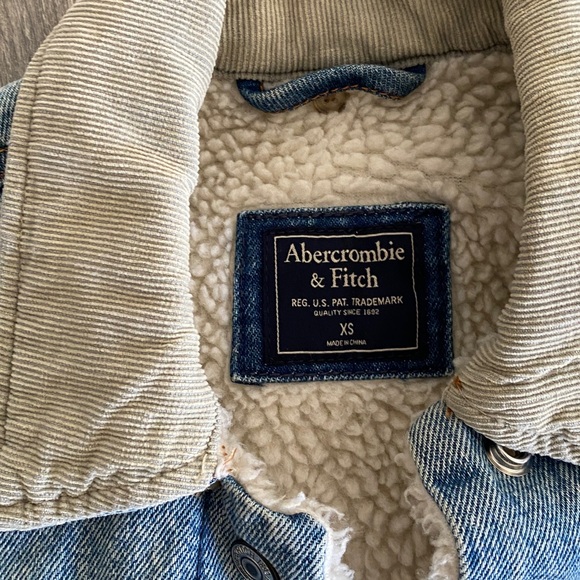 Abercrombie
& Fitch
REG. U.S. PAT. TRADEMARK
QUALITY SINCE 1892
XS
MADE IN CHINA